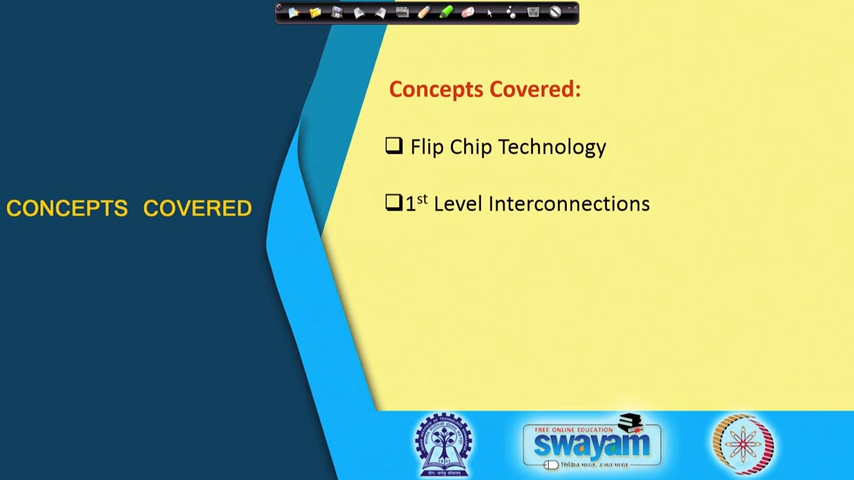 Concepts Covered:
❑ Flip Chip Technology
❑1st Level Interconnections
CONCEPTS COVERED
FREE ONLINE EDUCATION
swayam